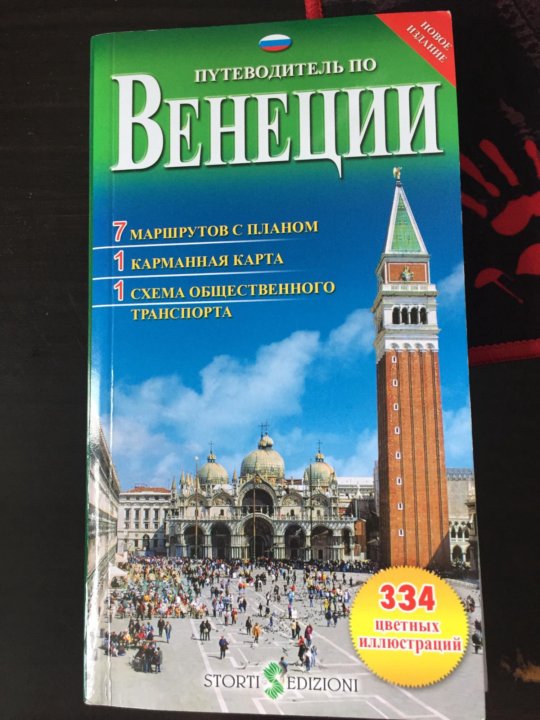 НОВОЕ
ИЗДАНИЕ
ПУТЕВОДИТЕЛЬ ПО
ВЕНЕЦИИ
7 МАРШРУТОВ С ПЛАНОМ
1 КАРМАННАЯ КАРТА
1 СХЕМА ОБЩЕСТВЕННОГО
ТРАНСПОРТА
334
цветных
иллюстраций
STORTI EDIZIONI